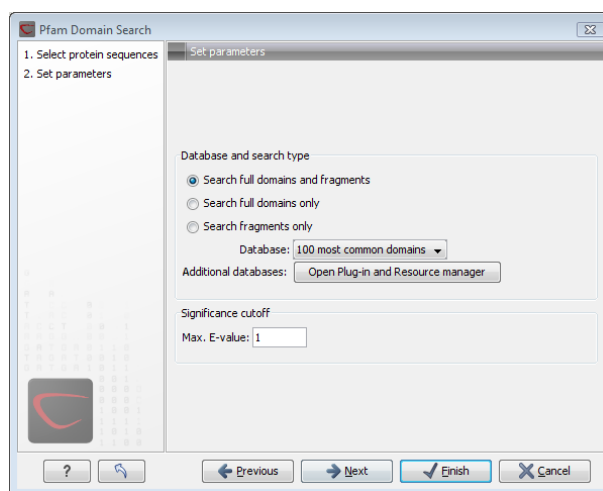 Pfam Domain Search
1. Select protein sequences
2. Set parameters
Set parameters
Database and search type
Search full domains and fragments
Search full domains only
Search fragments only
Database: 100 most common domains
Additional databases: Open Plug-in and Resource manager
Significance cutoff
Max. E-value: 1
? Previous Next Finish Cancel